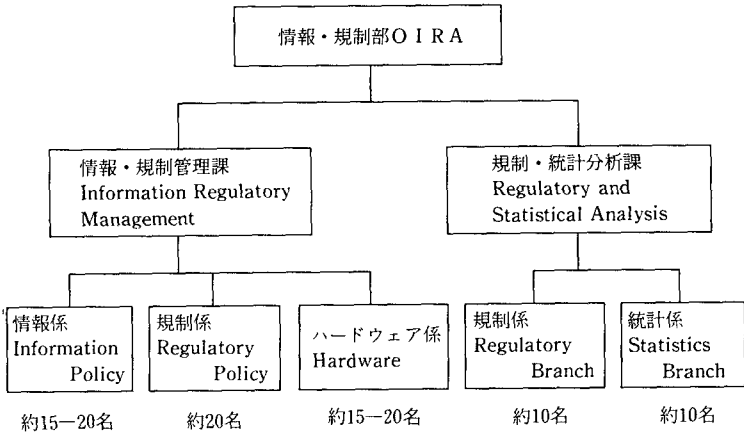 情報・規制部OIRA
情報・規制管理課
Information Regulatory
Management
規制・統計分析課
Regulatory and
Statistical Analysis
情報係
Information
Policy
規制係
Regulatory
Policy
ハードウェア係
Hardware
規制係
Regulatory
Branch
統計係
Statistics
Branch
約15―20名
約20名
約15―20名
約10名
約10名